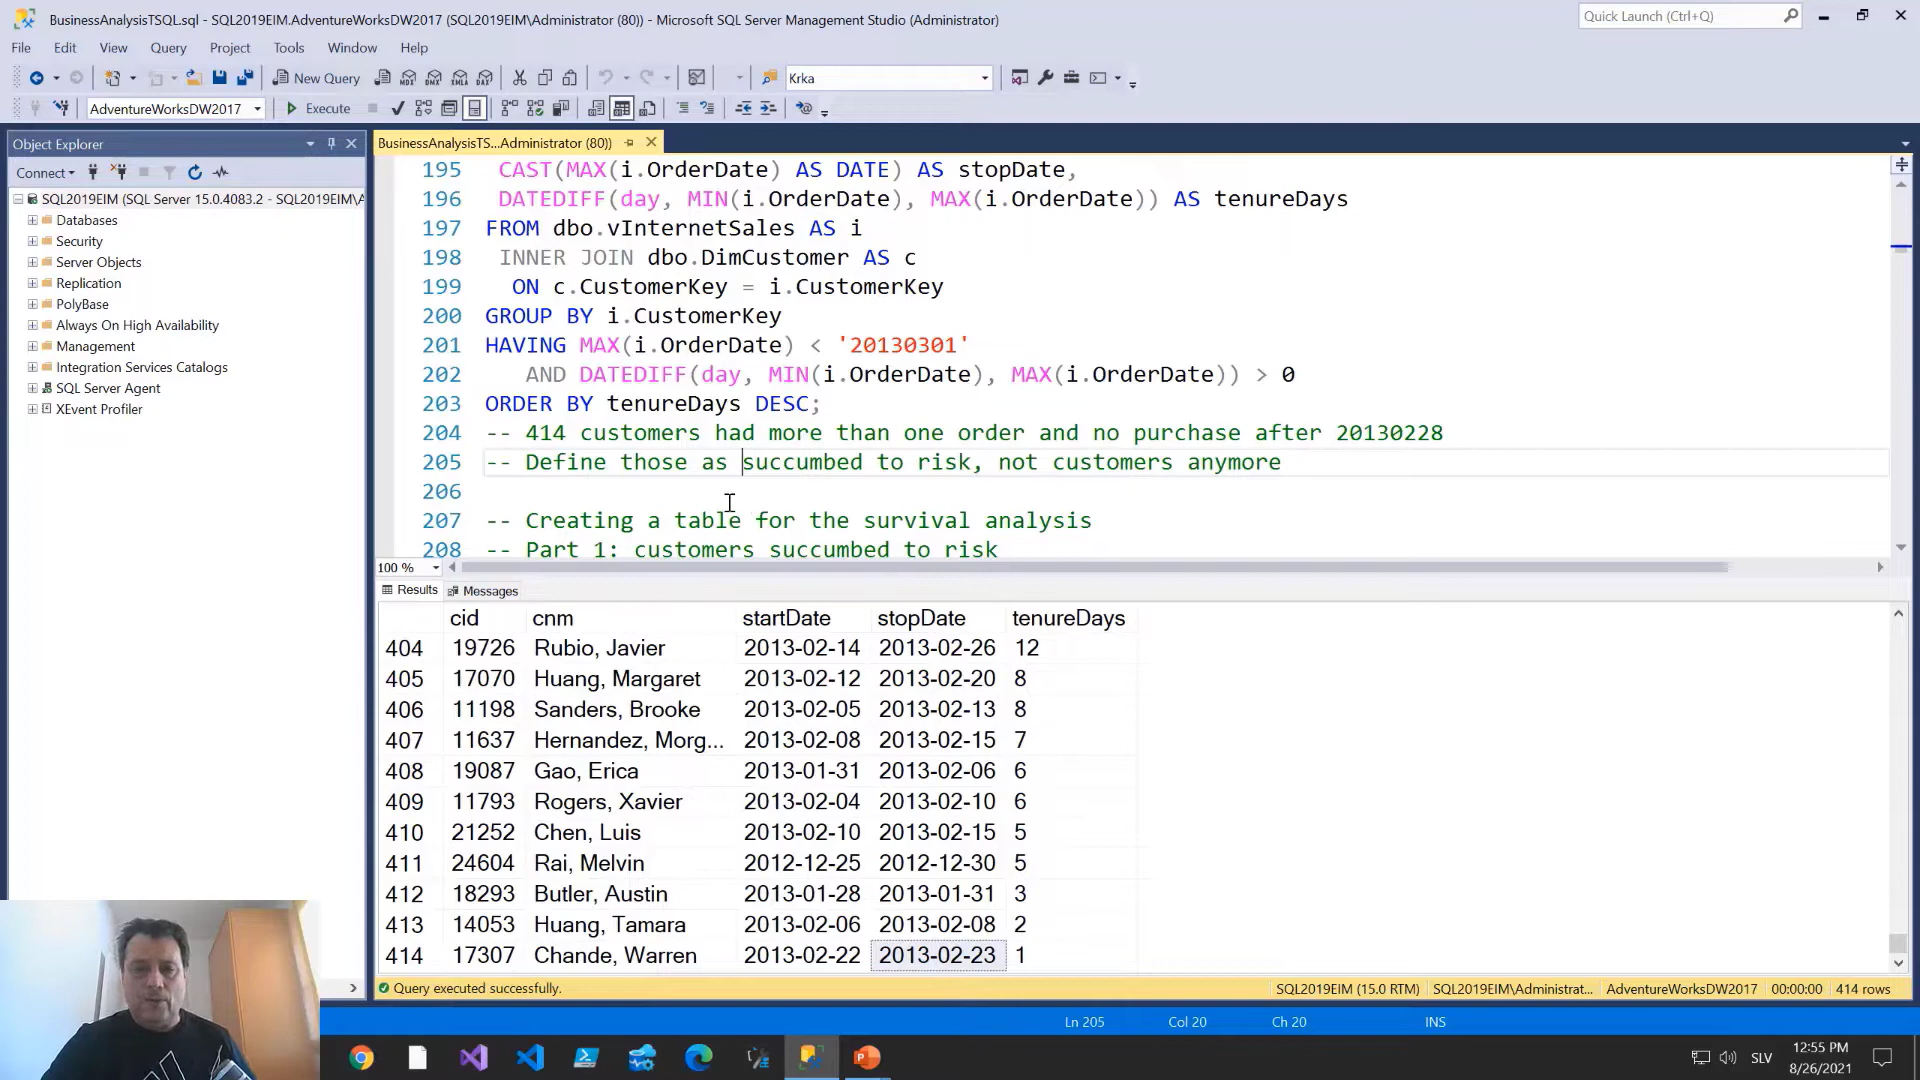 BusinessAnalysisTSQL.sql - SQL2019EIM.AdventureWorksDW2017 (SQL2019EIM\Administrator (80)) - Microsoft SQL Server Management Studio (Administrator)
Quick Launch (Ctrl+Q)
File Edit View Query Project Tools Window Help
New Query
MDX DMX XMLA DAX
Krka
AdventureWorksDW2017
Execute
Object Explorer
BusinessAnalysisTS...Administrator (80))
Connect
SQL2019EIM (SQL Server 15.0.4083.2 - SQL2019EIM\A
Databases
Security
Server Objects
Replication
PolyBase
Always On High Availability
Management
Integration Services Catalogs
SQL Server Agent
XEvent Profiler
195 CAST(MAX(i.OrderDate) AS DATE) AS stopDate,
196 DATEDIFF(day, MIN(i.OrderDate), MAX(i.OrderDate)) AS tenureDays
197 FROM dbo.vInternetSales AS i
198 INNER JOIN dbo.DimCustomer AS c
199 ON c.CustomerKey = i.CustomerKey
200 GROUP BY i.CustomerKey
201 HAVING MAX(i.OrderDate) < '20130301'
202 AND DATEDIFF(day, MIN(i.OrderDate), MAX(i.OrderDate)) > 0
203 ORDER BY tenureDays DESC;
204 -- 414 customers had more than one order and no purchase after 20130228
205 -- Define those as succumbed to risk, not customers anymore
206
207 -- Creating a table for the survival analysis
208 -- Part 1: customers succumbed to risk
100 %
Results Messages
cid cnm startDate stopDate tenureDays
404 19726 Rubio, Javier 2013-02-14 2013-02-26 12
405 17070 Huang, Margaret 2013-02-12 2013-02-20 8
406 11198 Sanders, Brooke 2013-02-05 2013-02-13 8
407 11637 Hernandez, Morg... 2013-02-08 2013-02-15 7
408 19087 Gao, Erica 2013-01-31 2013-02-06 6
409 11793 Rogers, Xavier 2013-02-04 2013-02-10 6
410 21252 Chen, Luis 2013-02-10 2013-02-15 5
411 24604 Rai, Melvin 2012-12-25 2012-12-30 5
412 18293 Butler, Austin 2013-01-28 2013-01-31 3
413 14053 Huang, Tamara 2013-02-06 2013-02-08 2
414 17307 Chande, Warren 2013-02-22 2013-02-23 1
Query executed successfully.
SQL2019EIM (15.0 RTM) SQL2019EIM\Administrat... AdventureWorksDW2017 00:00:00 414 rows
Ln 205 Col 20 Ch 20 INS
SLV
12:55 PM
8/26/2021